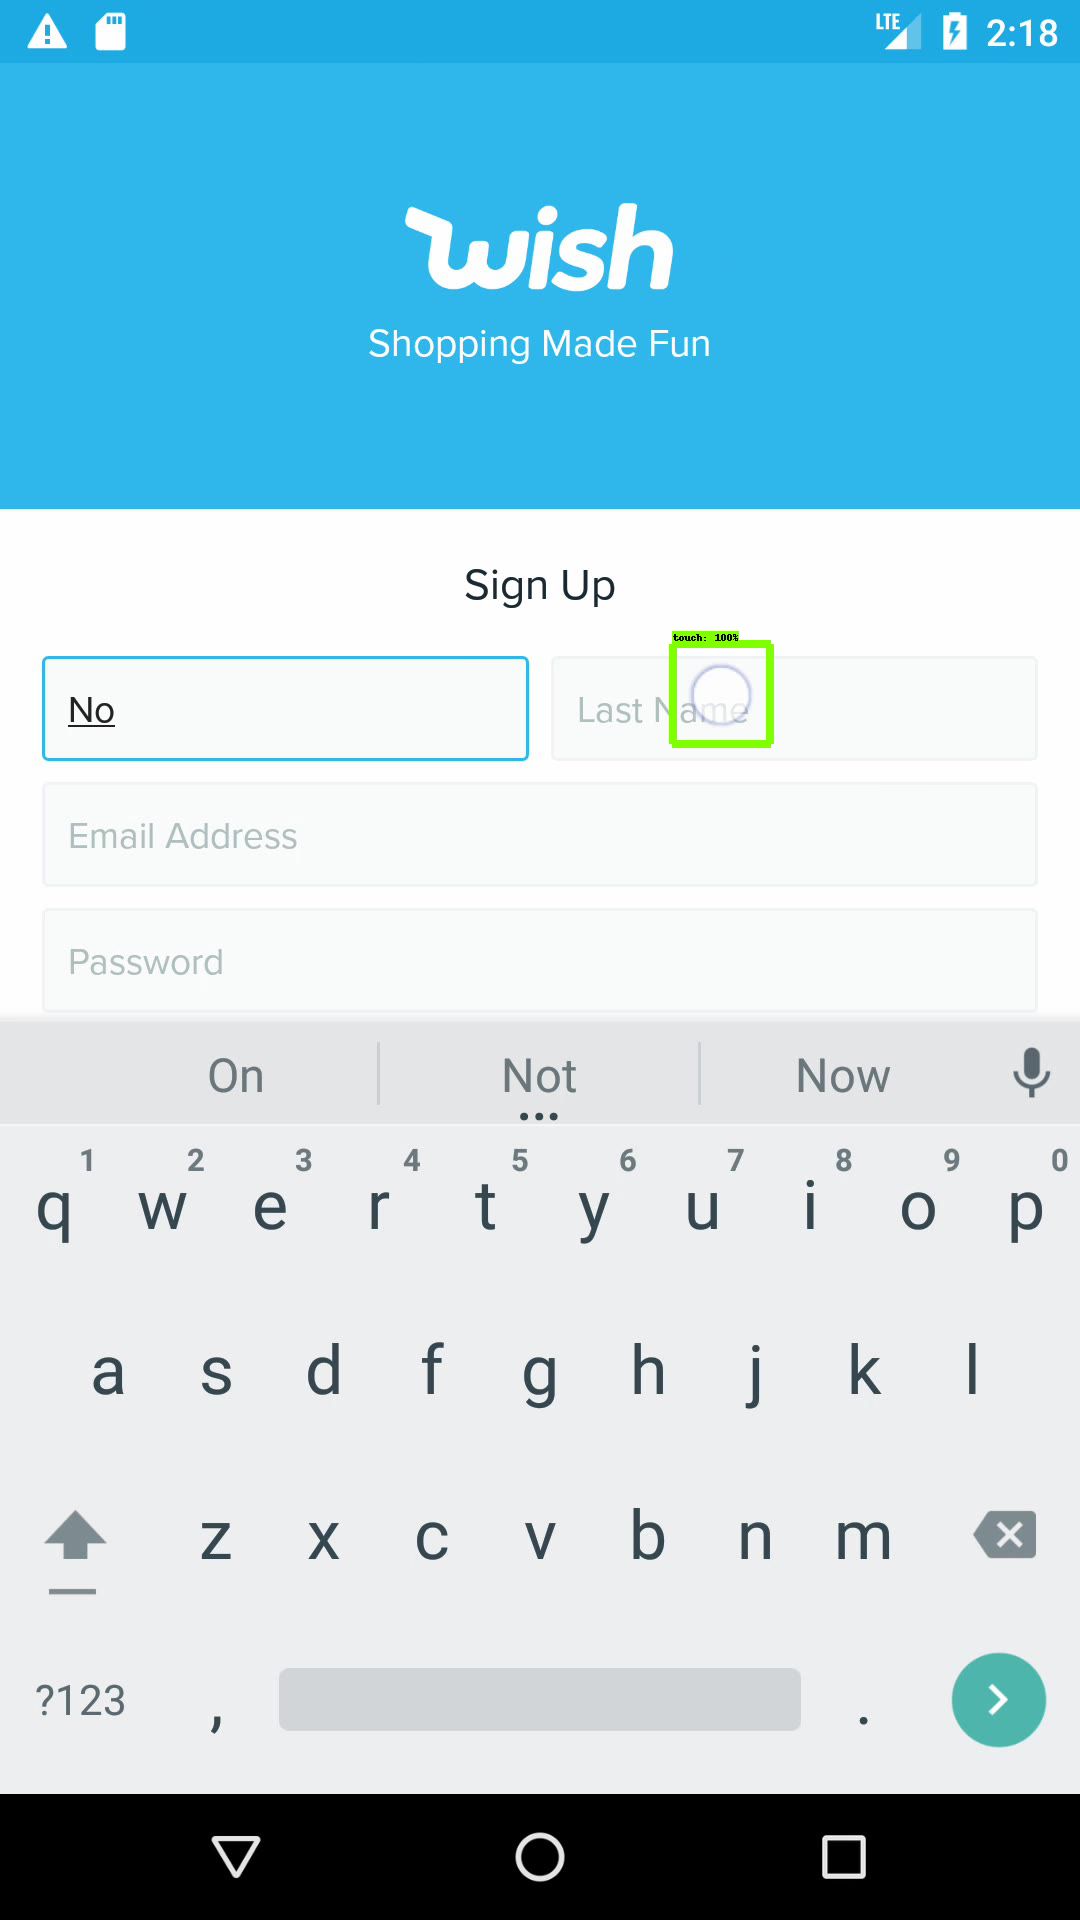 LTE 2:18
wish
Shopping Made Fun
Sign Up
touch: 100%
No Last Name
Email Address
Password
On Not Now
1 2 3 4 5 6 7 8 9 0
q w e r t y u i o p
a s d f g h j k l
z x c v b n m
?123 , .